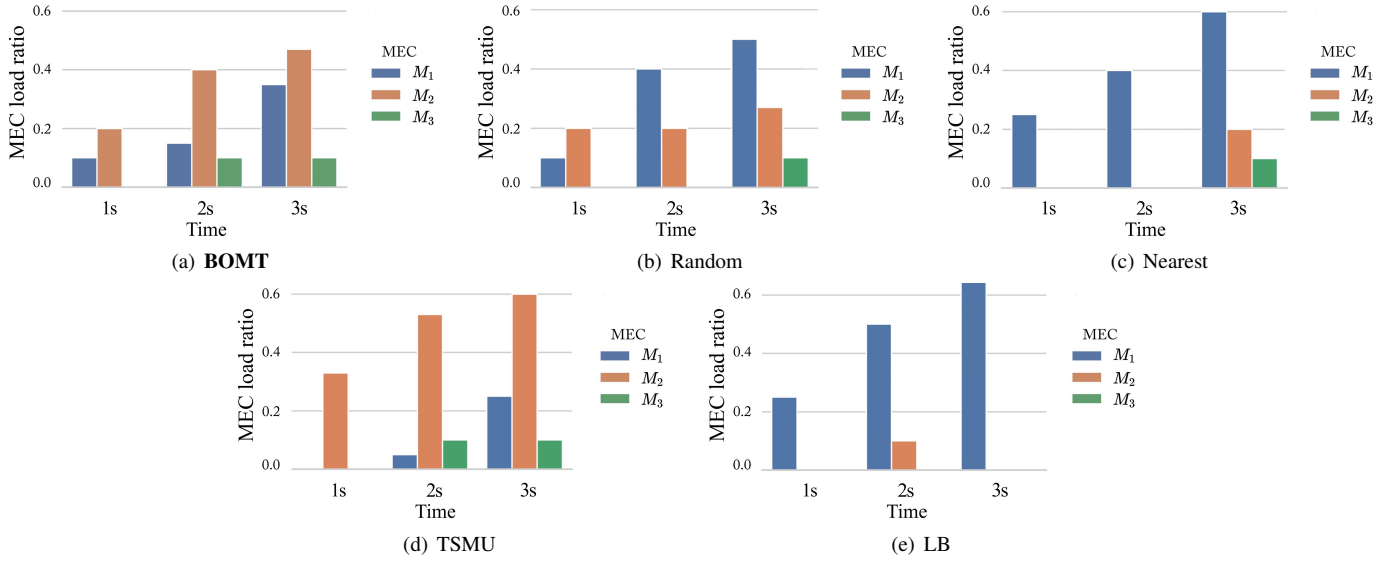 MEC load ratio
0.6
0.4
0.2
0.0
1s 2s 3s
Time
MEC
M1
M2
M3
(a) BOMT
MEC load ratio
0.6
0.4
0.2
0.0
1s 2s 3s
Time
MEC
M1
M2
M3
(b) Random
MEC load ratio
0.6
0.4
0.2
0.0
1s 2s 3s
Time
MEC
M1
M2
M3
(c) Nearest
MEC load ratio
0.6
0.4
0.2
0.0
1s 2s 3s
Time
MEC
M1
M2
M3
(d) TSMU
MEC load ratio
0.6
0.4
0.2
0.0
1s 2s 3s
Time
MEC
M1
M2
M3
(e) LB